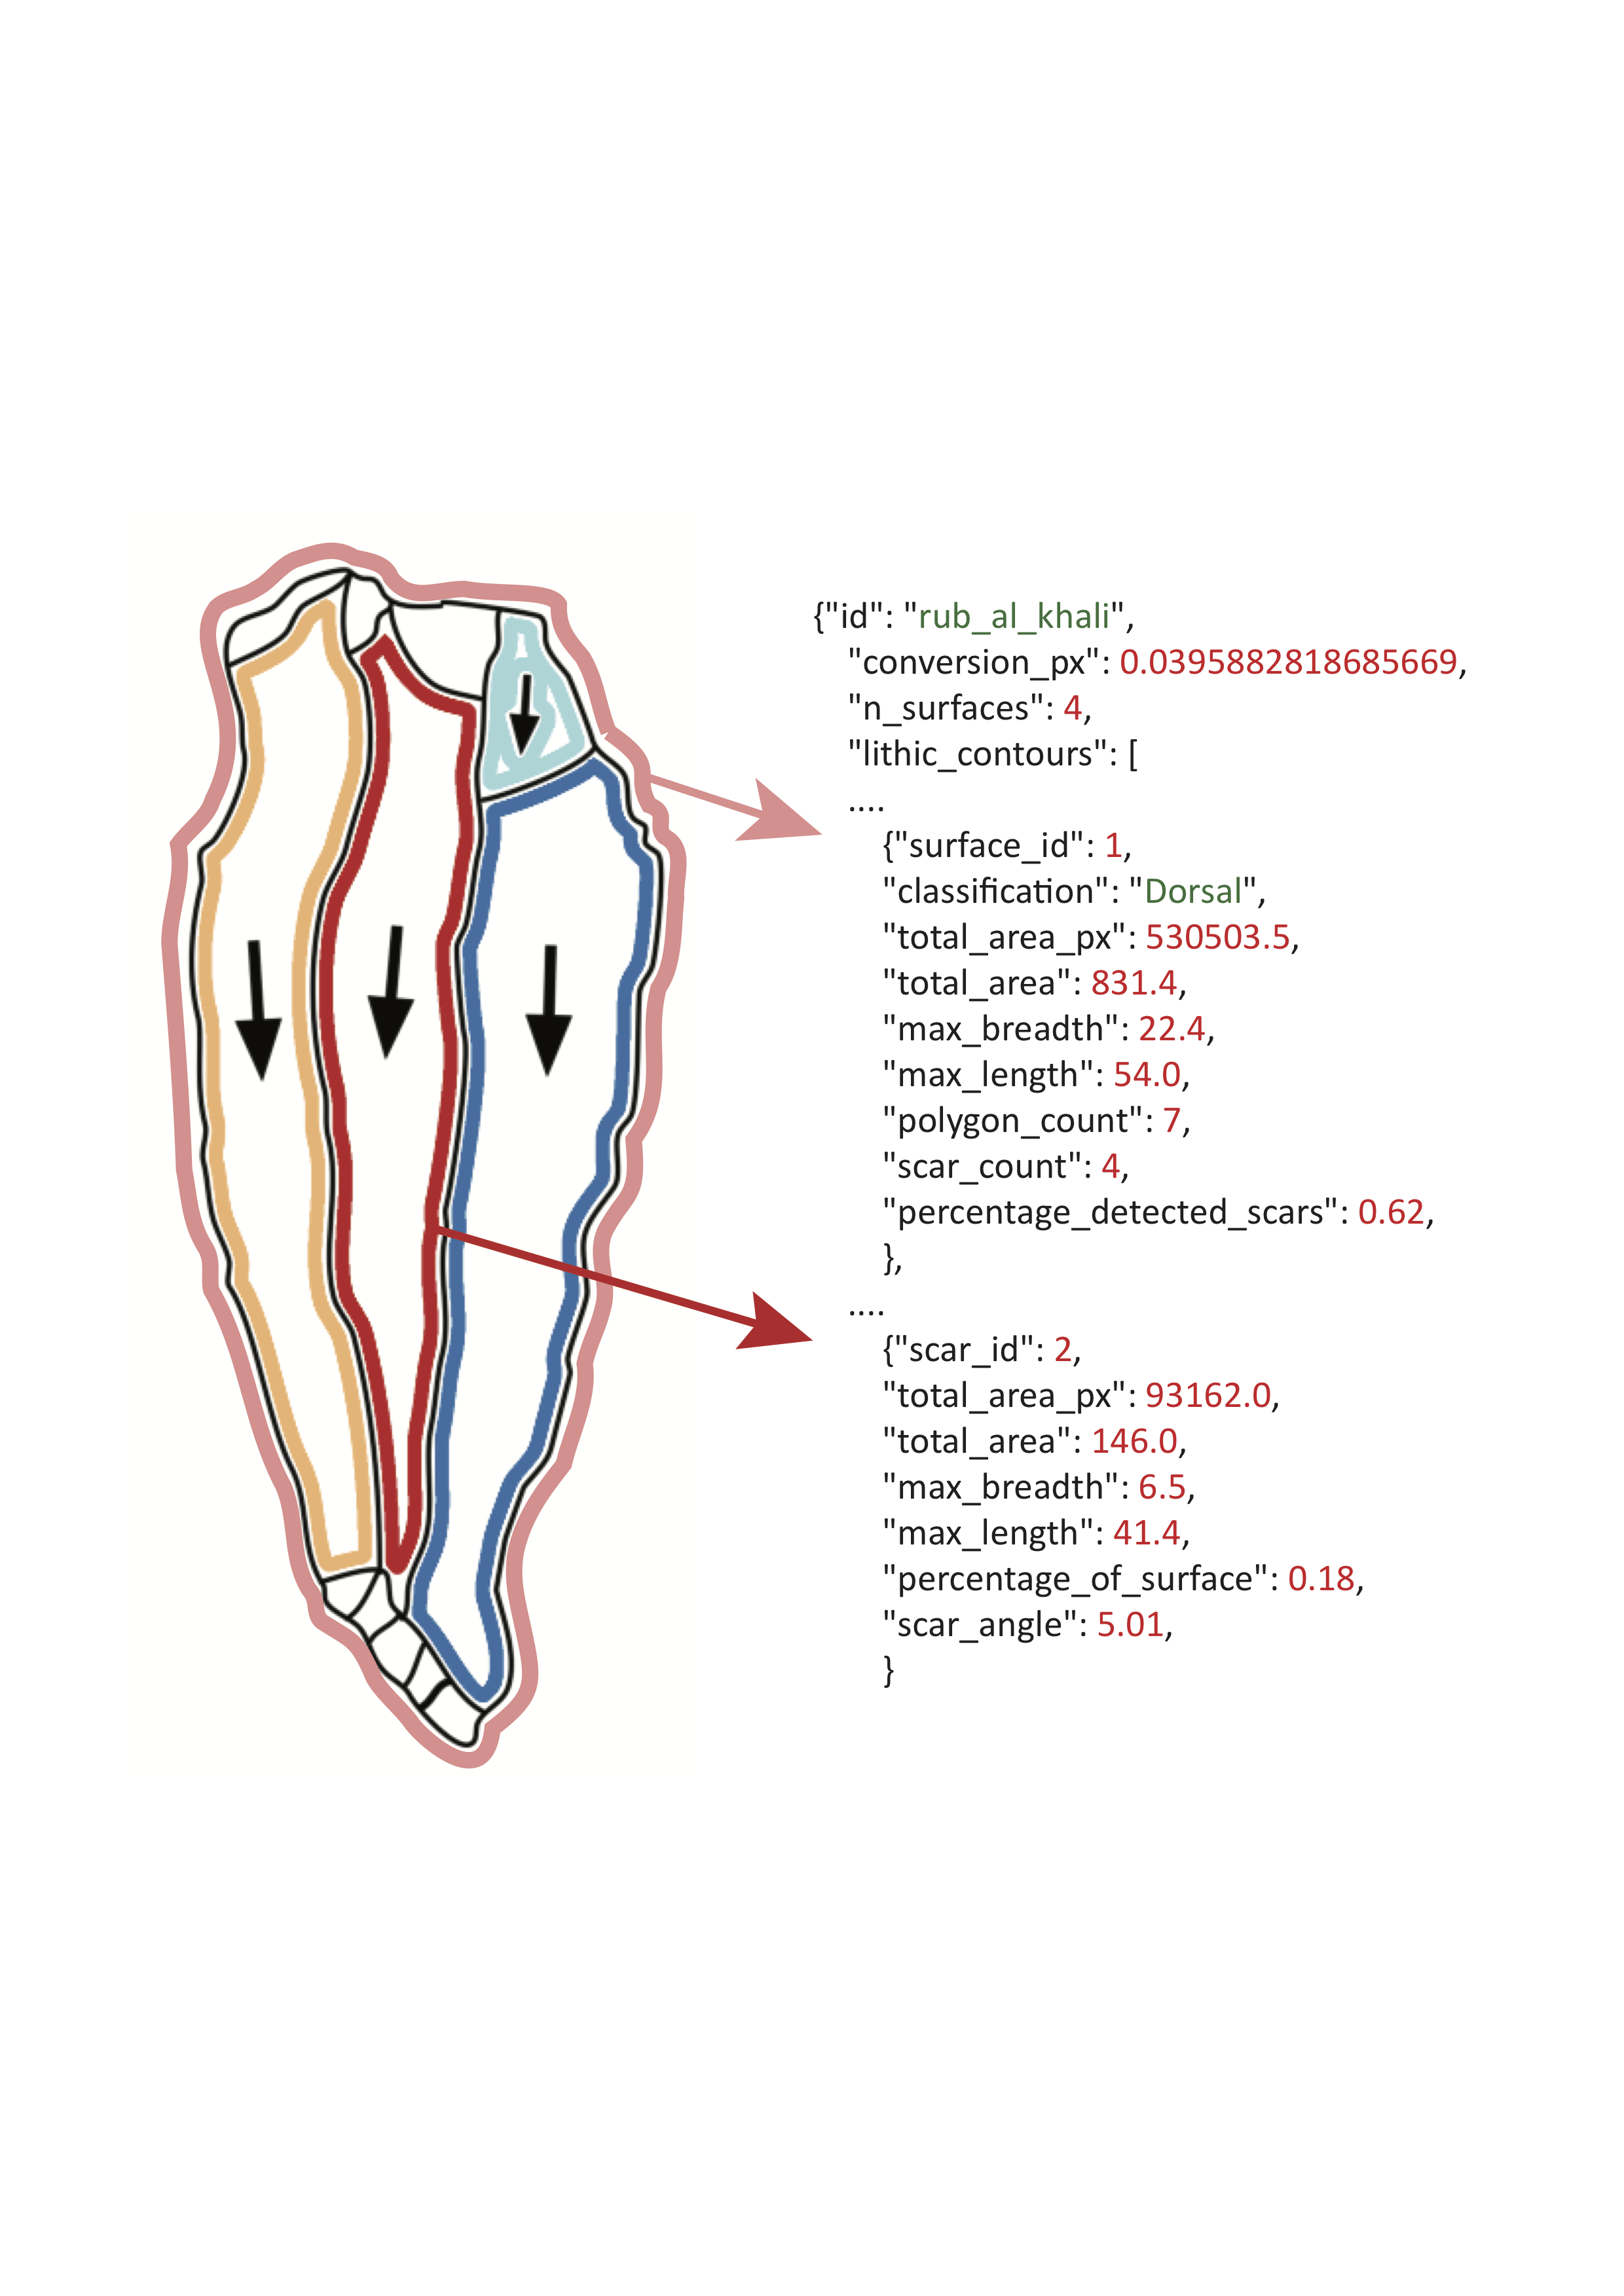 {"id": "rub_al_khali",
"conversion_px": 0.0395882818685669,
"n_surfaces": 4,
"lithic_contours": [
....
{"surface_id": 1,
"classification": "Dorsal",
"total_area_px": 530503.5,
"total_area": 831.4,
"max_breadth": 22.4,
"max_length": 54.0,
"polygon_count": 7,
"scar_count": 4,
"percentage_detected_scars": 0.62,
},
....
{"scar_id": 2,
"total_area_px": 93162.0,
"total_area": 146.0,
"max_breadth": 6.5,
"max_length": 41.4,
"percentage_of_surface": 0.18,
"scar_angle": 5.01,
}